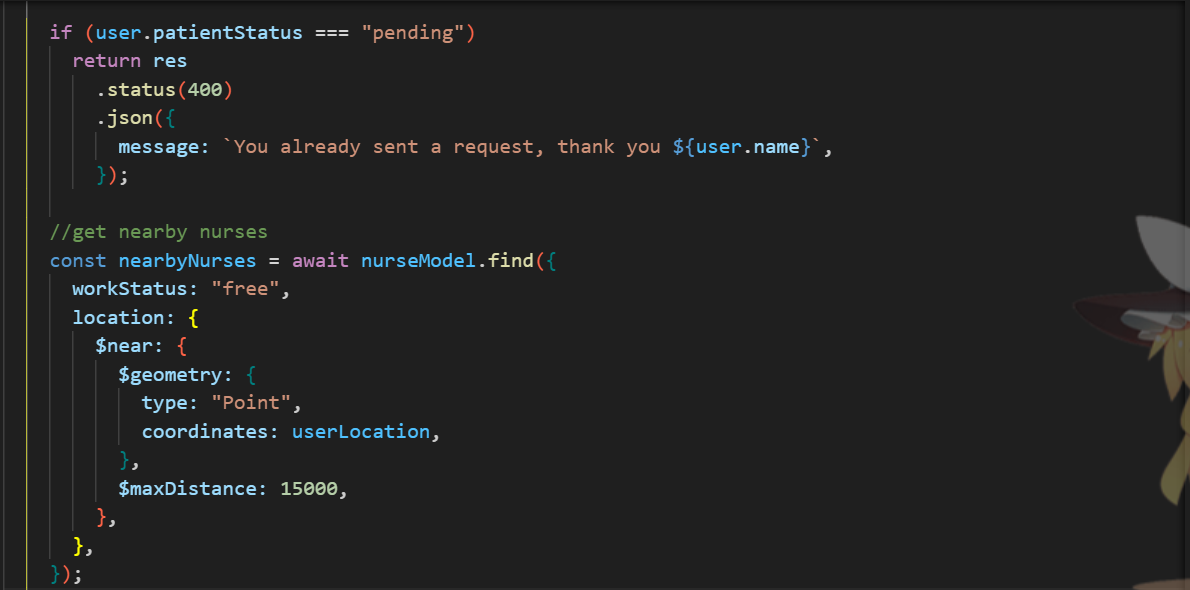 if (user.patientStatus === "pending")
return res
.status(400)
.json({
message: `You already sent a request, thank you ${user.name}`,
});
//get nearby nurses
const nearbyNurses = await nurseModel.find({
workStatus: "free",
location: {
$near: {
$geometry: {
type: "Point",
coordinates: userLocation,
},
$maxDistance: 15000,
},
},
});